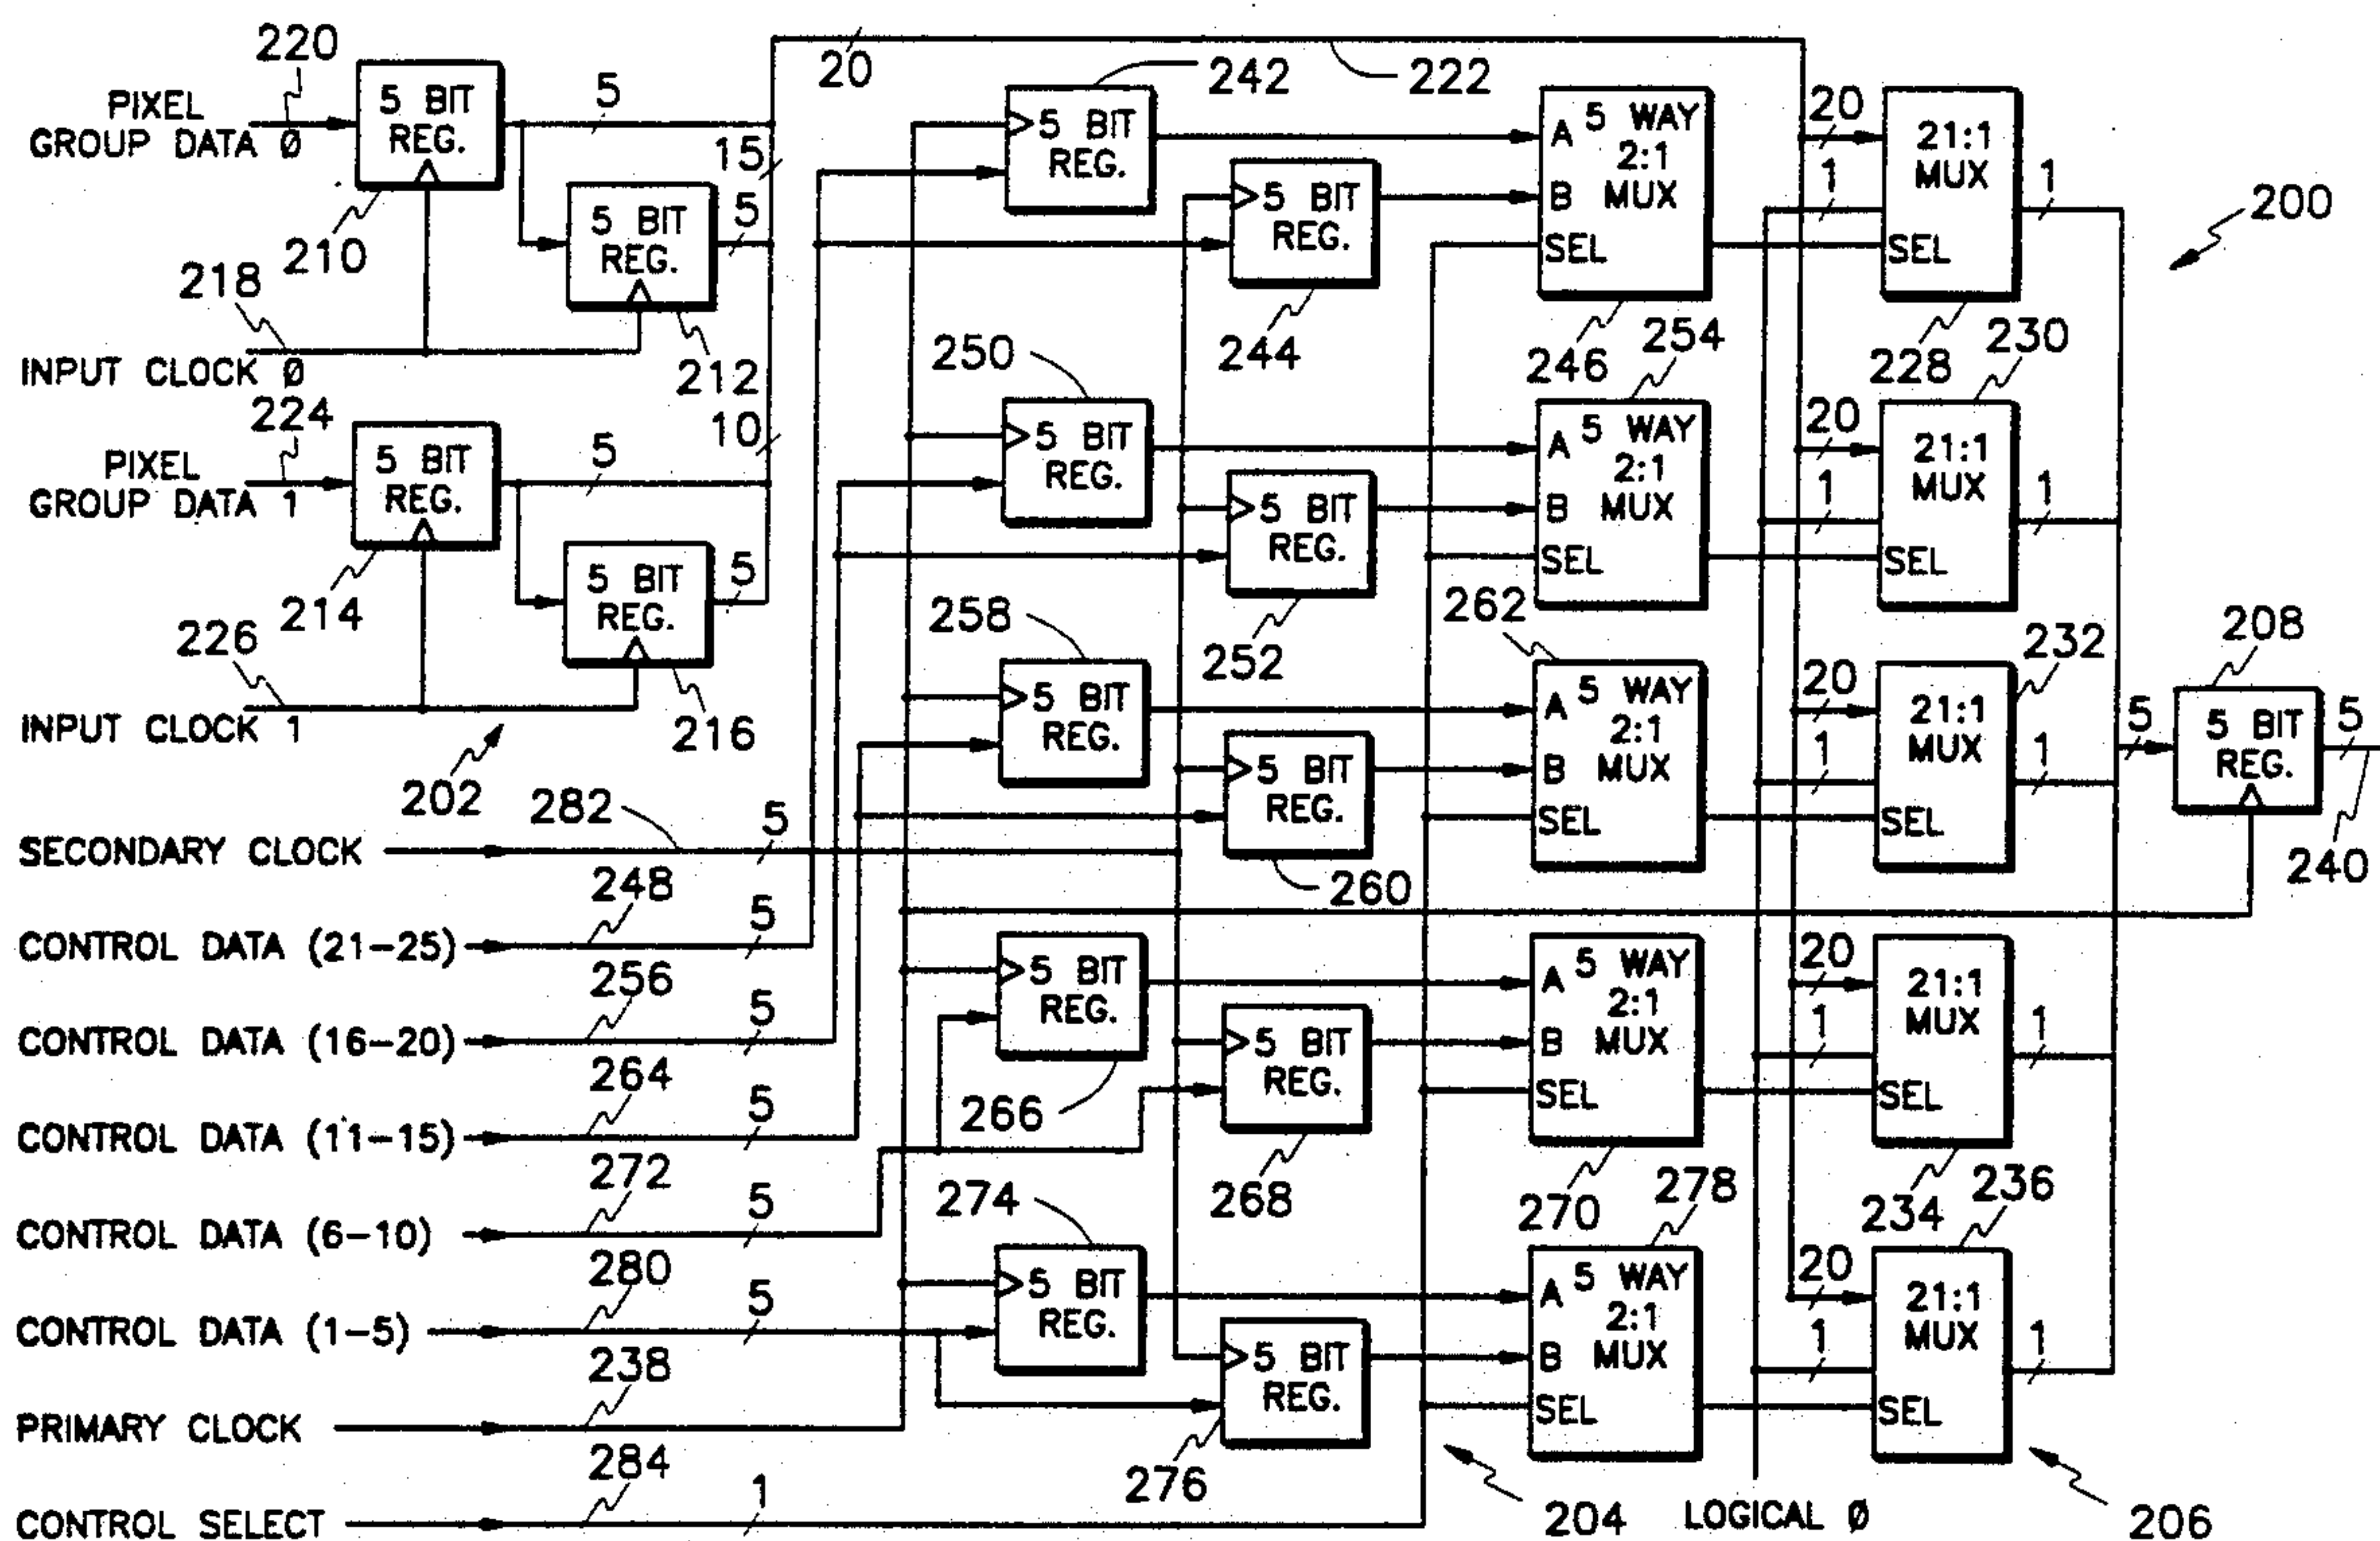 220
PIXEL
GROUP DATA Ø
5 BIT
REG.
5
20
222
210
5 BIT
REG.
15
5
212
218
INPUT CLOCK Ø
224
PIXEL
GROUP DATA 1
5 BIT
REG.
5
10
214
5 BIT
REG.
5
216
226
INPUT CLOCK 1
202
282
SECONDARY CLOCK
5
248
CONTROL DATA (21-25)
5
256
CONTROL DATA (16-20)
5
264
CONTROL DATA (11-15)
5
272
CONTROL DATA (6-10)
5
280
CONTROL DATA (1-5)
5
238
PRIMARY CLOCK
284
CONTROL SELECT
1
242
5 BIT
REG.
5 BIT
REG.
244
A 5 WAY
2:1
B MUX
SEL
246
20
1
21:1
MUX
SEL
1
228
200
250
5 BIT
REG.
5 BIT
REG.
252
254
A 5 WAY
2:1
B MUX
SEL
230
20
1
21:1
MUX
SEL
1
258
5 BIT
REG.
5 BIT
REG.
260
262
A 5 WAY
2:1
B MUX
SEL
20
1
21:1
MUX
SEL
1
232
208
5
5 BIT
REG.
5
240
5 BIT
REG.
266
5 BIT
REG.
268
A 5 WAY
2:1
B MUX
SEL
270
20
1
21:1
MUX
SEL
1
234
274
5 BIT
REG.
5 BIT
REG.
276
278
A 5 WAY
2:1
B MUX
SEL
236
20
1
21:1
MUX
SEL
1
204
LOGICAL Ø
206